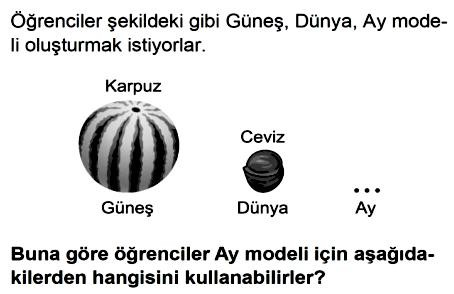 Öğrenciler şekildeki gibi Güneş, Dünya, Ay mode-
li oluşturmak istiyorlar.
Karpuz
Ceviz
...
Güneş
Dünya
Ay
Buna göre öğrenciler Ay modeli için aşağıda-
kilerden hangisini kullanabilirler?